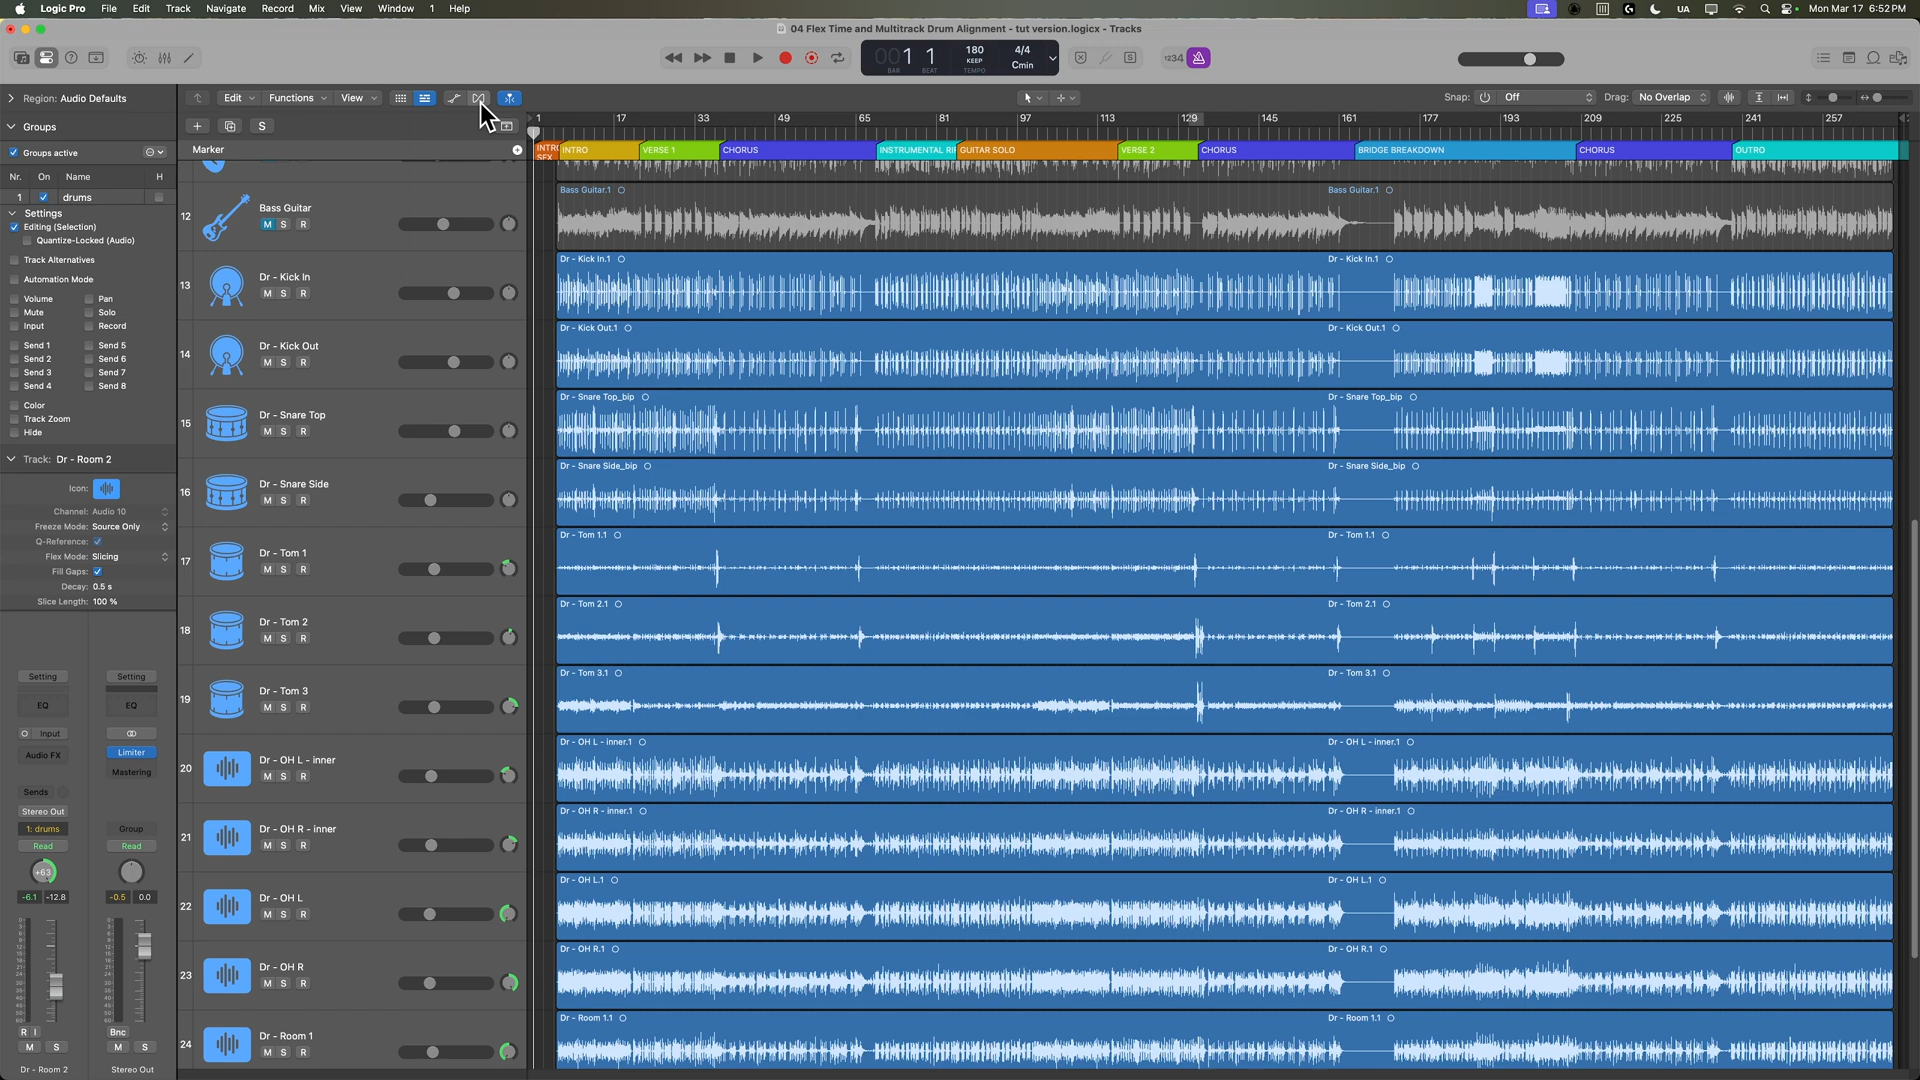 Logic Pro File Edit Track Navigate Record Mix View Window 1 Help
UA Mon Mar 17 6:52 PM
04 Flex Time and Multitrack Drum Alignment - tut version.logicx - Tracks
001 1 180 4/4
KEEP Cmin
BAR BEAT TEMPO
1234
S
Region: Audio Defaults
Edit Functions View
Snap: Off Drag: No Overlap
Groups
S
1 17 33 49 65 81 97 113 129 145 161 177 193 209 225 241 257
Groups active
Marker
INTRO SFX INTRO VERSE 1 CHORUS INSTRUMENTAL RI GUITAR SOLO VERSE 2 CHORUS BRIDGE BREAKDOWN CHORUS OUTRO
Nr. On Name H
1 drums
Settings
Editing (Selection)
Quantize-Locked (Audio)
Track Alternatives
Automation Mode
Volume Pan
Mute Solo
Input Record
Send 1 Send 5
Send 2 Send 6
Send 3 Send 7
Send 4 Send 8
Color
Track Zoom
Hide
Track: Dr - Room 2
Icon:
Channel: Audio 10
Freeze Mode: Source Only
Q-Reference:
Flex Mode: Slicing
Fill Gaps:
Decay: 0.5 s
Slice Length: 100 %
Setting Setting
EQ EQ
Input
Audio FX Limiter
Mastering
Sends
Stereo Out
1: drums Group
Read Read
+63
-6.1 -12.8 -0.5 0.0
R I Bnc
M S M S
Dr - Room 2 Stereo Out
12 Bass Guitar
M S R
Bass Guitar.1 Bass Guitar.1
13 Dr - Kick In
M S R
Dr - Kick In.1 Dr - Kick In.1
14 Dr - Kick Out
M S R
Dr - Kick Out.1 Dr - Kick Out.1
15 Dr - Snare Top
M S R
Dr - Snare Top_bip Dr - Snare Top_bip
16 Dr - Snare Side
M S R
Dr - Snare Side_bip Dr - Snare Side_bip
17 Dr - Tom 1
M S R
Dr - Tom 1.1 Dr - Tom 1.1
18 Dr - Tom 2
M S R
Dr - Tom 2.1 Dr - Tom 2.1
19 Dr - Tom 3
M S R
Dr - Tom 3.1 Dr - Tom 3.1
20 Dr - OH L - inner
M S R
Dr - OH L - inner.1 Dr - OH L - inner.1
21 Dr - OH R - inner
M S R
Dr - OH R - inner.1 Dr - OH R - inner.1
22 Dr - OH L
M S R
Dr - OH L.1 Dr - OH L.1
23 Dr - OH R
M S R
Dr - OH R.1 Dr - OH R.1
24 Dr - Room 1
M S R
Dr - Room 1.1 Dr - Room 1.1